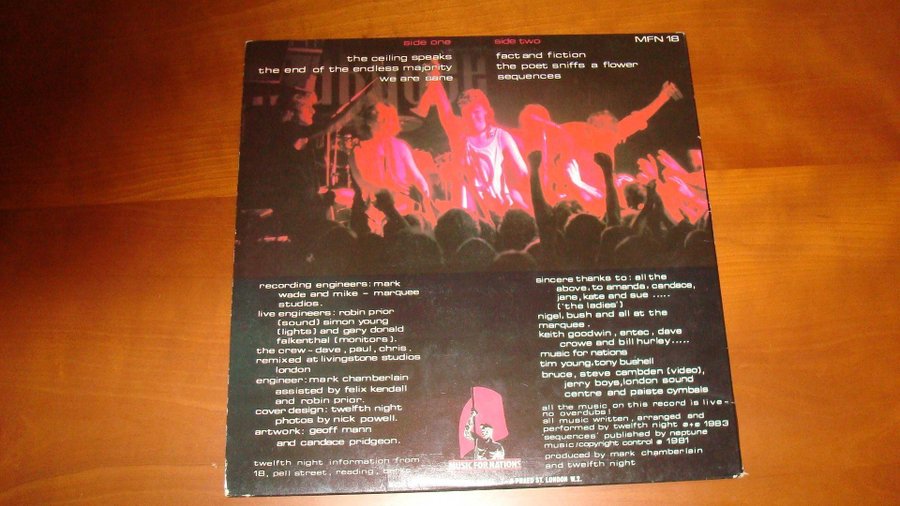 side one
the ceiling speaks
the end of the endless majority
we are sane
side two
fact and fiction
the poet sniffs a flower
sequences
MFN 18
recording engineers: mark
wade and mike - marquee
studios.
live engineers: robin prior
(sound) simon young
(lights) and gary donald
falkenthal (monitors).
the crew - dave, paul, chris.
remixed at livingstone studios
london
engineer: mark chamberlain
assisted by felix kendall
and robin prior.
cover design: twelfth night
photos by nick powell.
artwork: geoff mann
and candace pridgeon.
twelfth night information from
18, pell street, reading,
sincere thanks to: all the
above, to amanda, candace,
jane, kate and sue .....
('the ladies')
nigel, bush and all at the
marquee.
keith goodwin, entec, dave
crowe and bill hurley.....
music for nations
tim young, tony bushell
bruce, steve cambden (video),
jerry boys, london sound
centre and paiste cymbals
all the music on this record is live --
no overdubs!
all music written, arranged and
performed by twelfth night 1983
'sequences' published by neptune
music/copyright control © 1981
produced by mark chamberlain
and twelfth night
MUSIC FOR NATIONS
PRAED ST. LONDON W.2.